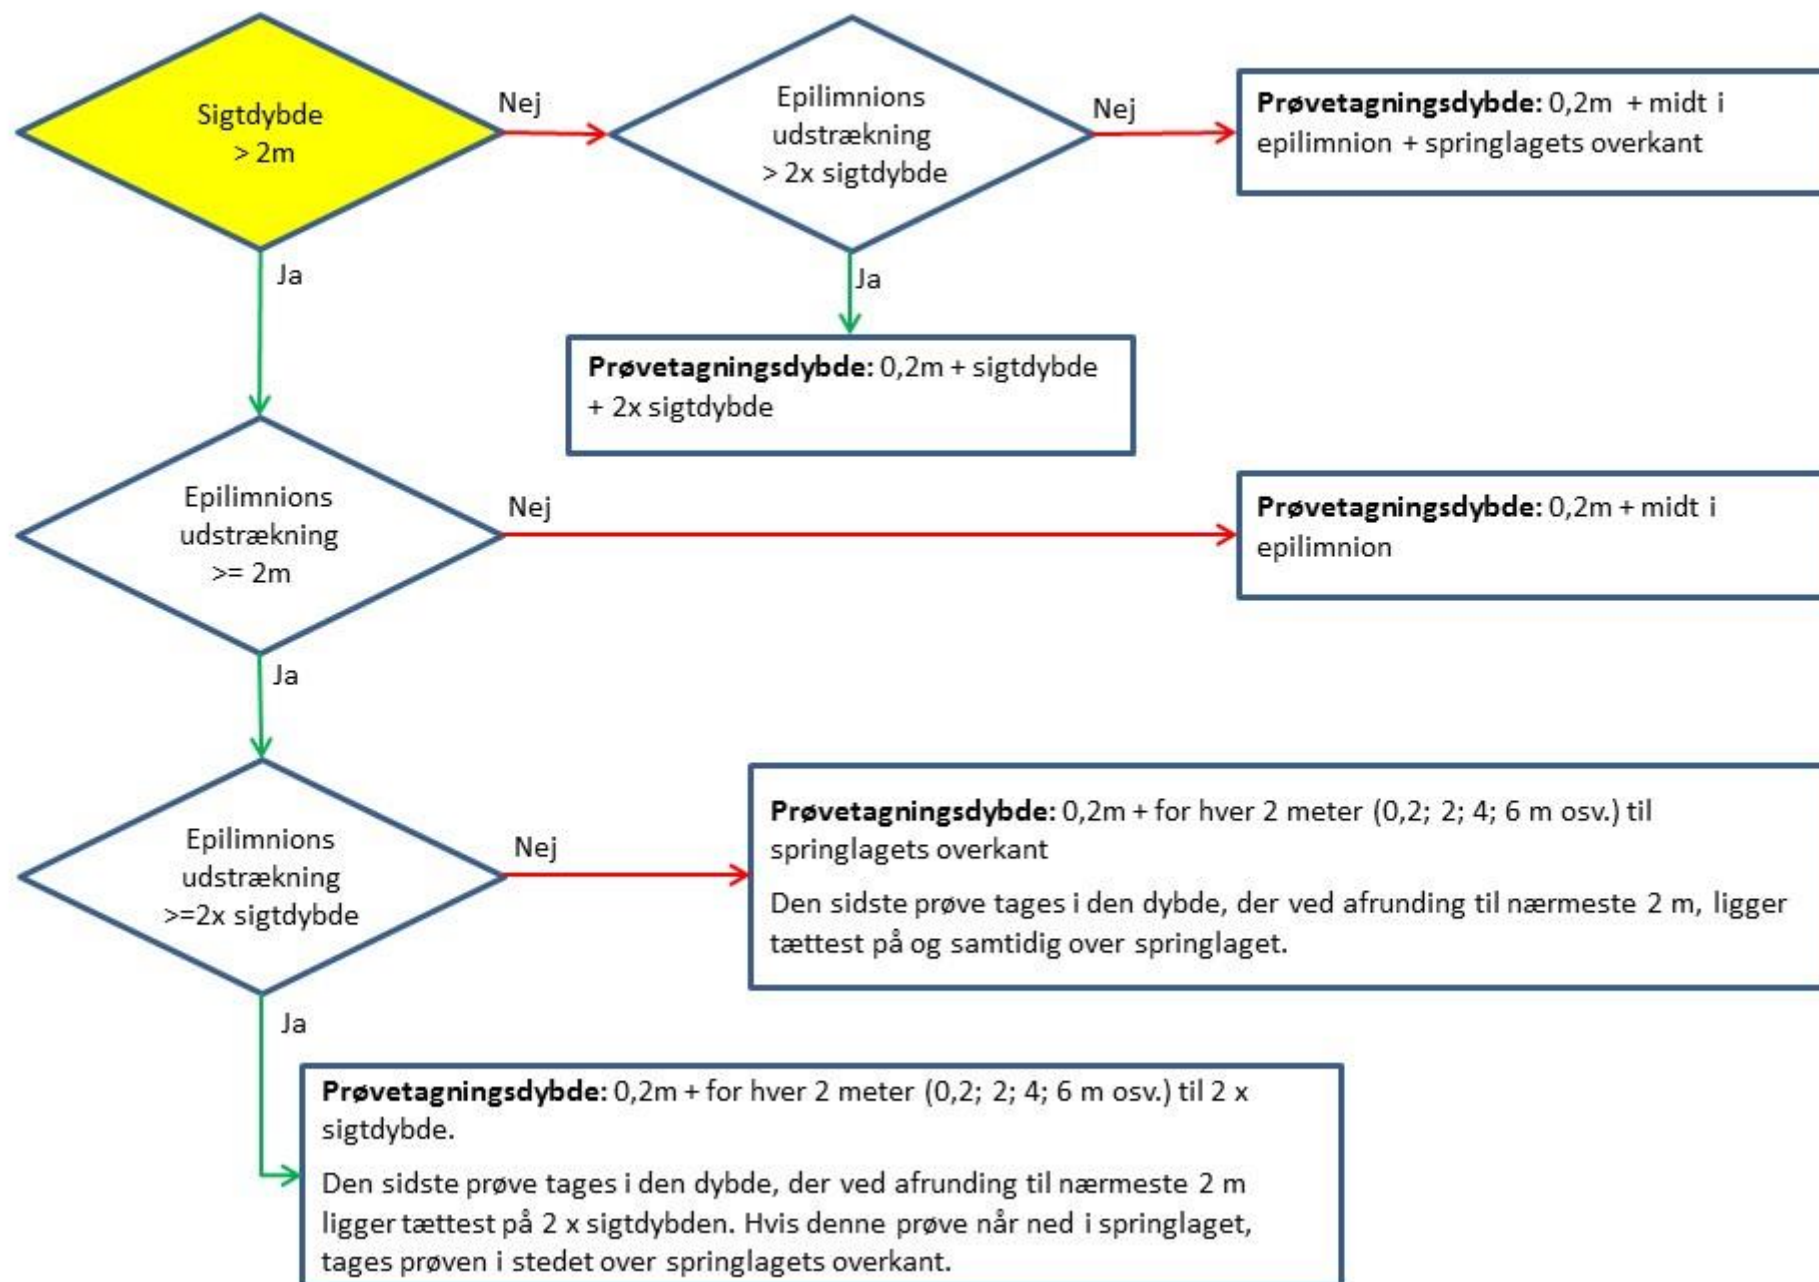 Sigtdybde
> 2m
Nej
Epilimnions
udstrækning
> 2x sigtdybde
Nej
Prøvetagningsdybde: 0,2m + midt i
epilimnion + springlagets overkant
Ja
Ja
Prøvetagningsdybde: 0,2m + sigtdybde
+ 2x sigtdybde
Epilimnions
udstrækning
>= 2m
Nej
Prøvetagningsdybde: 0,2m + midt i
epilimnion
Ja
Epilimnions
udstrækning
>=2x sigtdybde
Nej
Prøvetagningsdybde: 0,2m + for hver 2 meter (0,2; 2; 4; 6 m osv.) til
springlagets overkant
Den sidste prøve tages i den dybde, der ved afrunding til nærmeste 2 m, ligger
tættest på og samtidig over springlaget.
Ja
Prøvetagningsdybde: 0,2m + for hver 2 meter (0,2; 2; 4; 6 m osv.) til 2 x
sigtdybde.
Den sidste prøve tages i den dybde, der ved afrunding til nærmeste 2 m
ligger tættest på 2 x sigtdybden. Hvis denne prøve når ned i springlaget,
tages prøven i stedet over springlagets overkant.